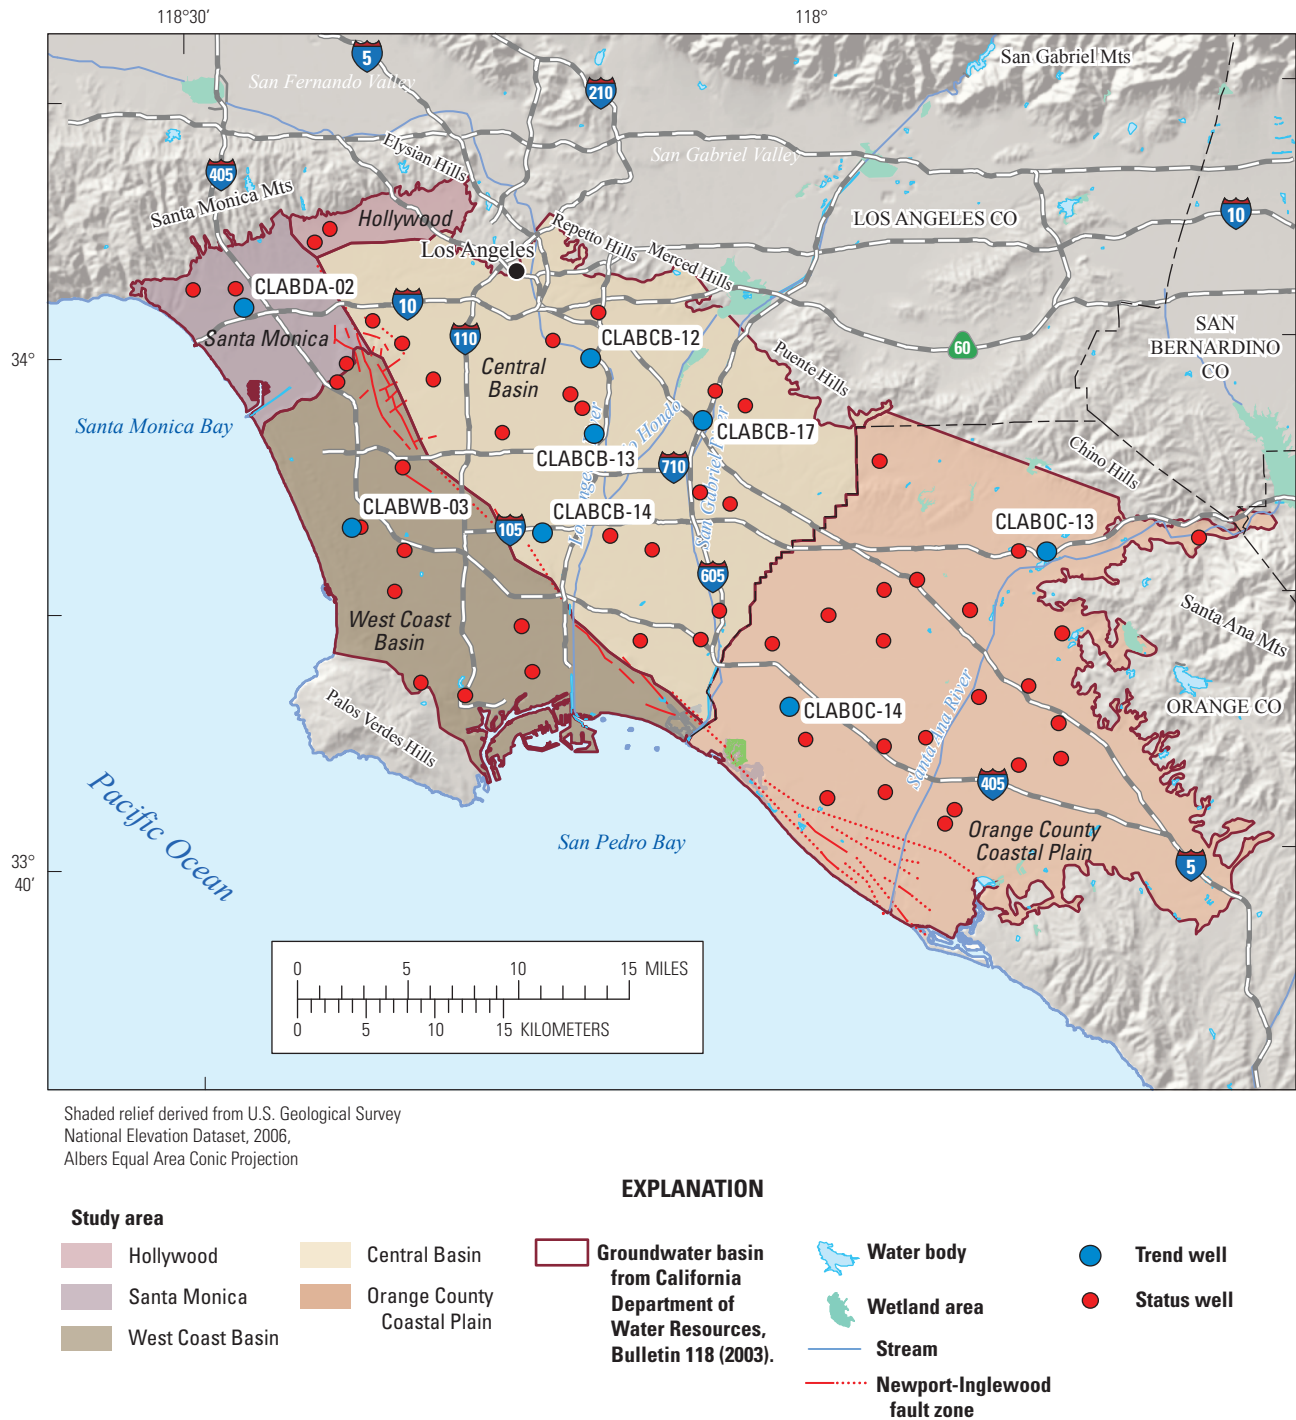 118°30'
118°
5
San Fernando Valley
210
San Gabriel Mts
Elysian Hills
San Gabriel Valley
405
Santa Monica Mts
Hollywood
LOS ANGELES CO
10
Repetto Hills
Los Angeles
Merced Hills
CLABDA-02
10
110
Santa Monica
CLABCB-12
60
SAN
BERNARDINO
CO
34°
Central
Basin
Puente Hills
Santa Monica Bay
CLABCB-17
Rio Hondo
CLABCB-13
710
Chino Hills
CLABWB-03
CLABCB-14
105
Los Angeles River
San Gabriel River
CLABOC-13
605
West Coast
Basin
Santa Ana Mts
Palos Verdes Hills
CLABOC-14
Santa Ana River
ORANGE CO
405
Pacific Ocean
San Pedro Bay
Orange County
Coastal Plain
5
33°
40'
0 5 10 15 MILES
0 5 10 15 KILOMETERS
Shaded relief derived from U.S. Geological Survey
National Elevation Dataset, 2006,
Albers Equal Area Conic Projection
EXPLANATION
Study area
Hollywood
Santa Monica
West Coast Basin
Central Basin
Orange County
Coastal Plain
Groundwater basin
from California
Department of
Water Resources,
Bulletin 118 (2003).
Water body
Wetland area
Stream
Newport-Inglewood
fault zone
Trend well
Status well